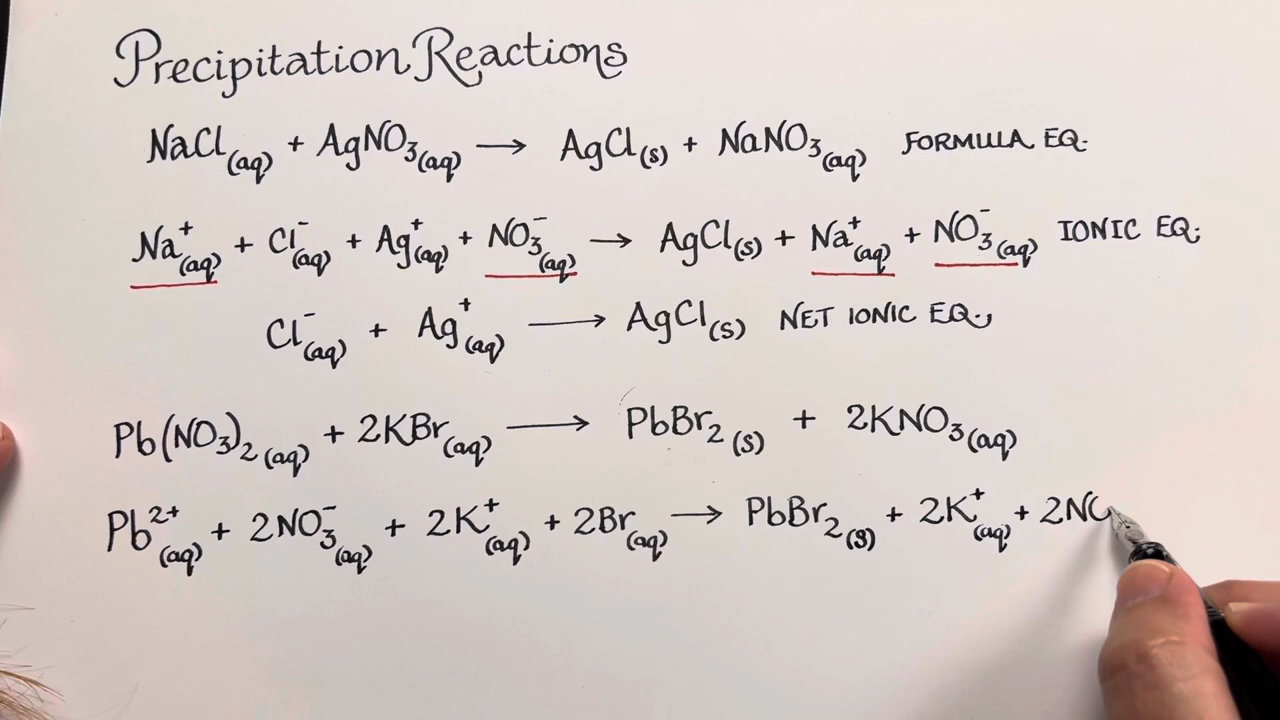 Precipitation Reactions
NaCl(aq) + AgNO₃(aq) → AgCl(s) + NaNO₃(aq) FORMULA EQ.
Na⁺(aq) + Cl⁻(aq) + Ag⁺(aq) + NO₃⁻(aq) → AgCl(s) + Na⁺(aq) + NO₃⁻(aq) IONIC EQ.
Cl⁻(aq) + Ag⁺(aq) → AgCl(s) NET IONIC EQ.
Pb(NO₃)₂(aq) + 2KBr(aq) → PbBr₂(s) + 2KNO₃(aq)
Pb²⁺(aq) + 2NO₃⁻(aq) + 2K⁺(aq) + 2Br(aq) → PbBr₂(s) + 2K⁺(aq) + 2NO